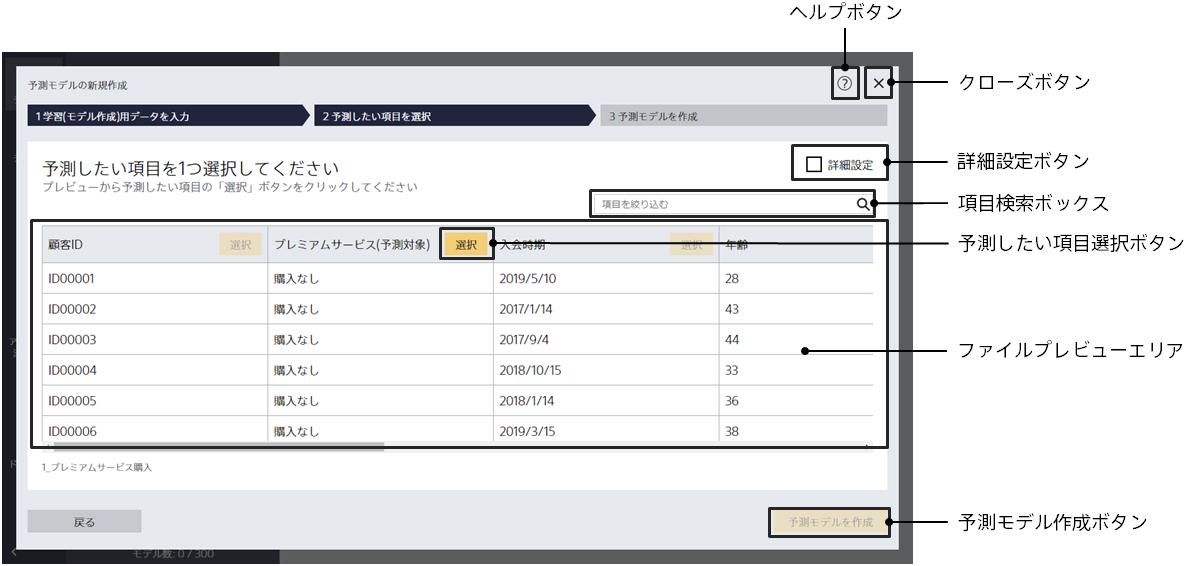 ヘルプボタン
予測モデルの新規作成
クローズボタン
1 学習(モデル作成)用データを入力
2 予測したい項目を選択
3 予測モデルを作成
予測したい項目を1つ選択してください
詳細設定
詳細設定ボタン
プレビューから予測したい項目の「選択」ボタンをクリックしてください
項目を絞り込む
項目検索ボックス
顧客ID 選択 プレミアムサービス(予測対象) 選択 入会時期 選択 年齢
予測したい項目選択ボタン
ID00001 購入なし 2019/5/10 28
ID00002 購入なし 2017/1/14 43
ID00003 購入なし 2017/9/4 44
ファイルプレビューエリア
ID00004 購入なし 2018/10/15 33
ID00005 購入なし 2018/1/14 36
ID00006 購入なし 2019/3/15 38
1_プレミアムサービス購入
戻る
予測モデルを作成
予測モデル作成ボタン
モデル数: 0 / 300